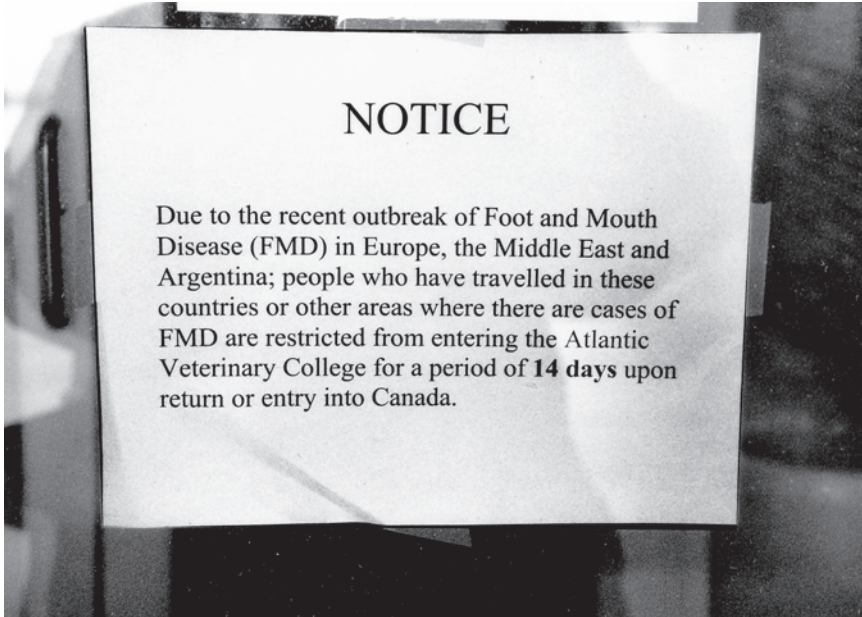 NOTICE
Due to the recent outbreak of Foot and Mouth
Disease (FMD) in Europe, the Middle East and
Argentina; people who have travelled in these
countries or other areas where there are cases of
FMD are restricted from entering the Atlantic
Veterinary College for a period of 14 days upon
return or entry into Canada.